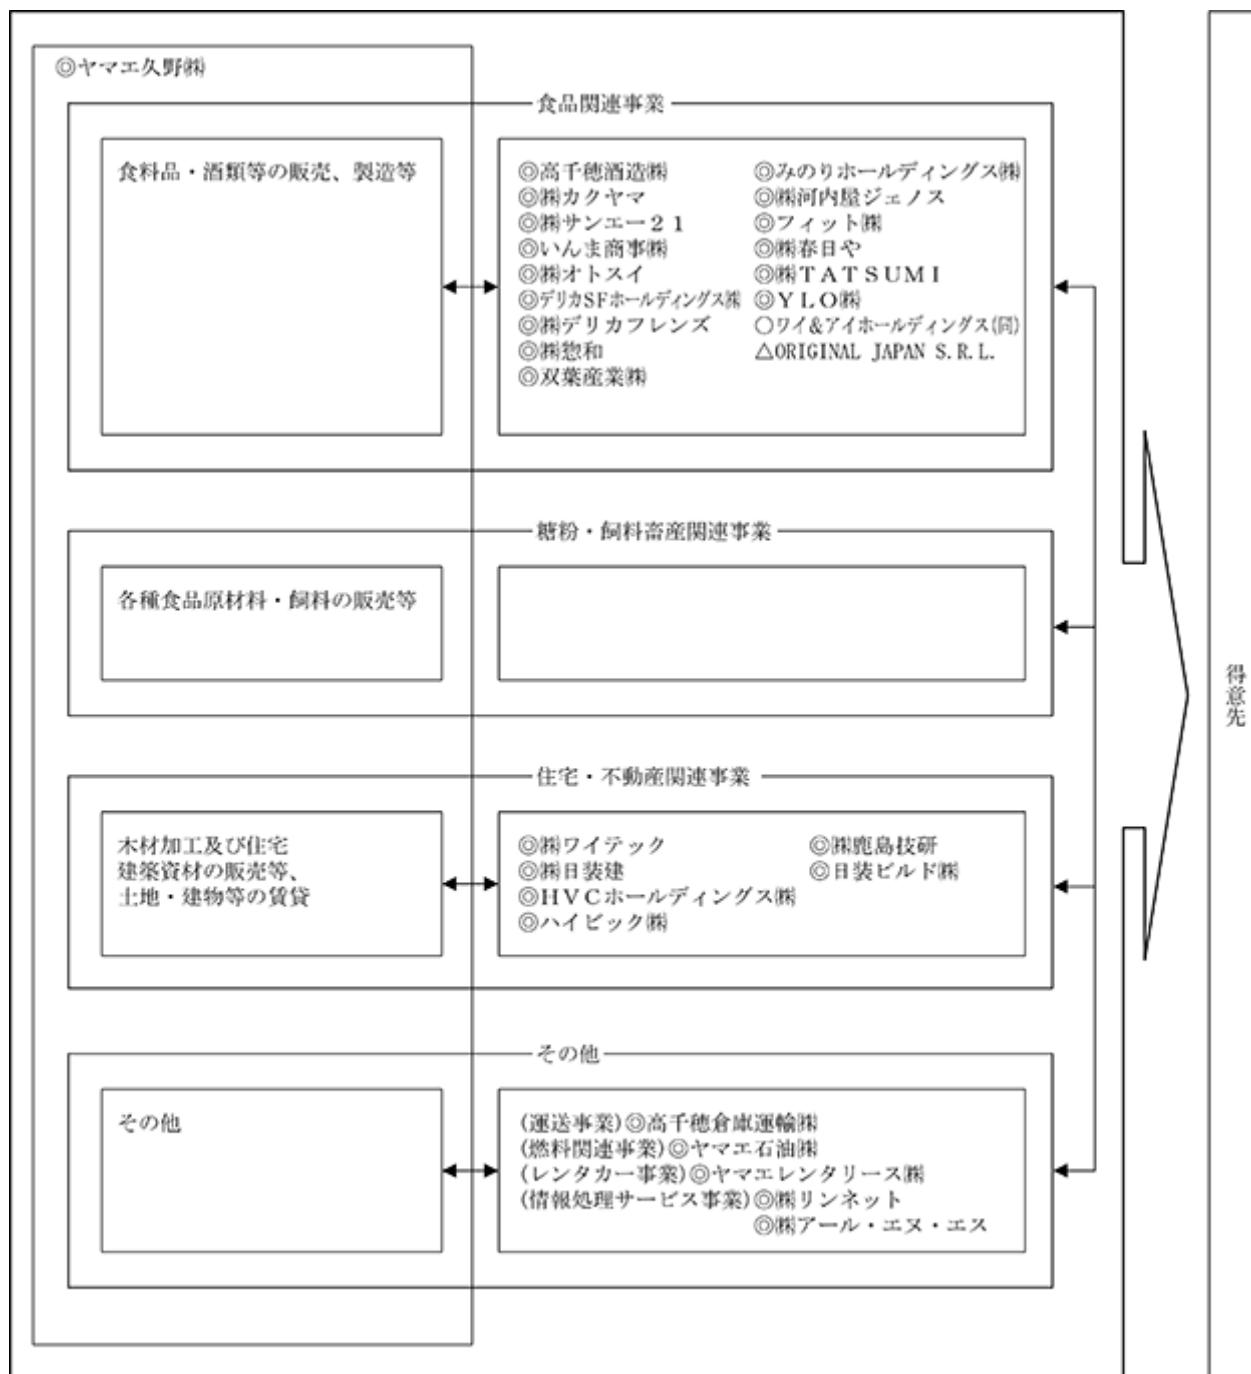 ◎ヤマエ久野㈱
食品関連事業
食料品・酒類等の販売、製造等
◎高千穂酒造㈱
◎㈱カクヤマ
◎㈱サンエー２１
◎いんま商事㈱
◎㈱オトスイ
◎デリカSFホールディングス㈱
◎㈱デリカフレンズ
◎㈱惣和
◎双葉産業㈱
◎みのりホールディングス㈱
◎㈱河内屋ジェノス
◎フィット㈱
◎㈱春日や
◎㈱ＴＡＴＳＵＭＩ
◎ＹＬＯ㈱
○ワイ&アイホールディングス(同)
△ORIGINAL JAPAN S.R.L.
糖粉・飼料畜産関連事業
各種食品原材料・飼料の販売等
住宅・不動産関連事業
木材加工及び住宅
建築資材の販売等、
土地・建物等の賃貸
◎㈱ワイテック
◎㈱日装建
◎ＨＶＣホールディングス㈱
◎ハイビック㈱
◎㈱鹿島技研
◎日装ビルド㈱
その他
その他
(運送事業)◎高千穂倉庫運輸㈱
(燃料関連事業)◎ヤマエ石油㈱
(レンタカー事業)◎ヤマエレンタリース㈱
(情報処理サービス事業)◎㈱リンネット
◎㈱アール・エヌ・エス
得意先